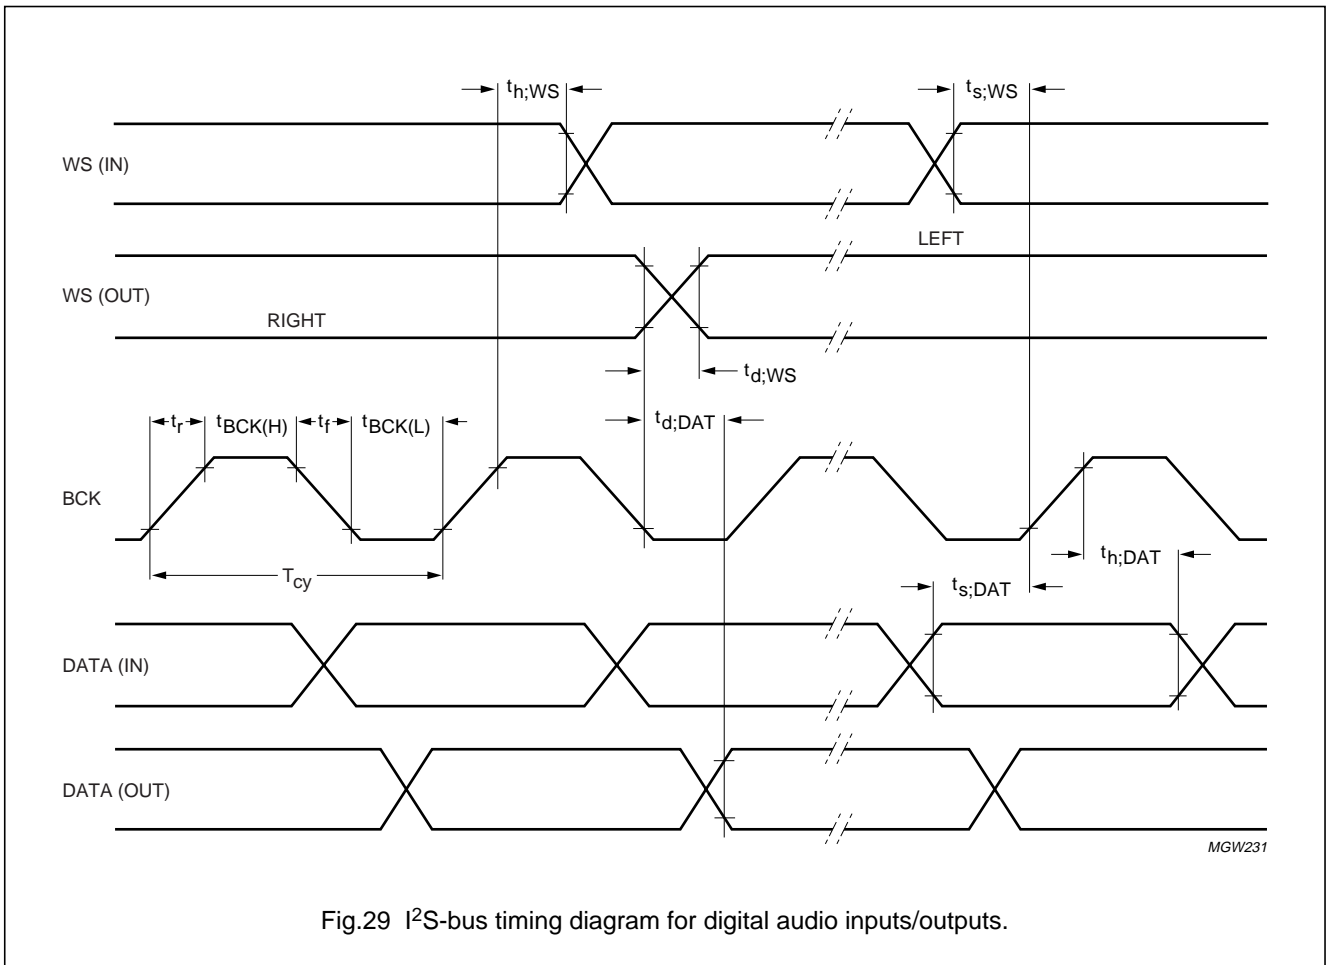 th;WS ts;WS
WS (IN)
LEFT
WS (OUT)
RIGHT
td;WS
tr tBCK(H) tf tBCK(L) td;DAT
BCK
th;DAT
Tcy ts;DAT
DATA (IN)
DATA (OUT)
MGW231
Fig.29 I²S-bus timing diagram for digital audio inputs/outputs.